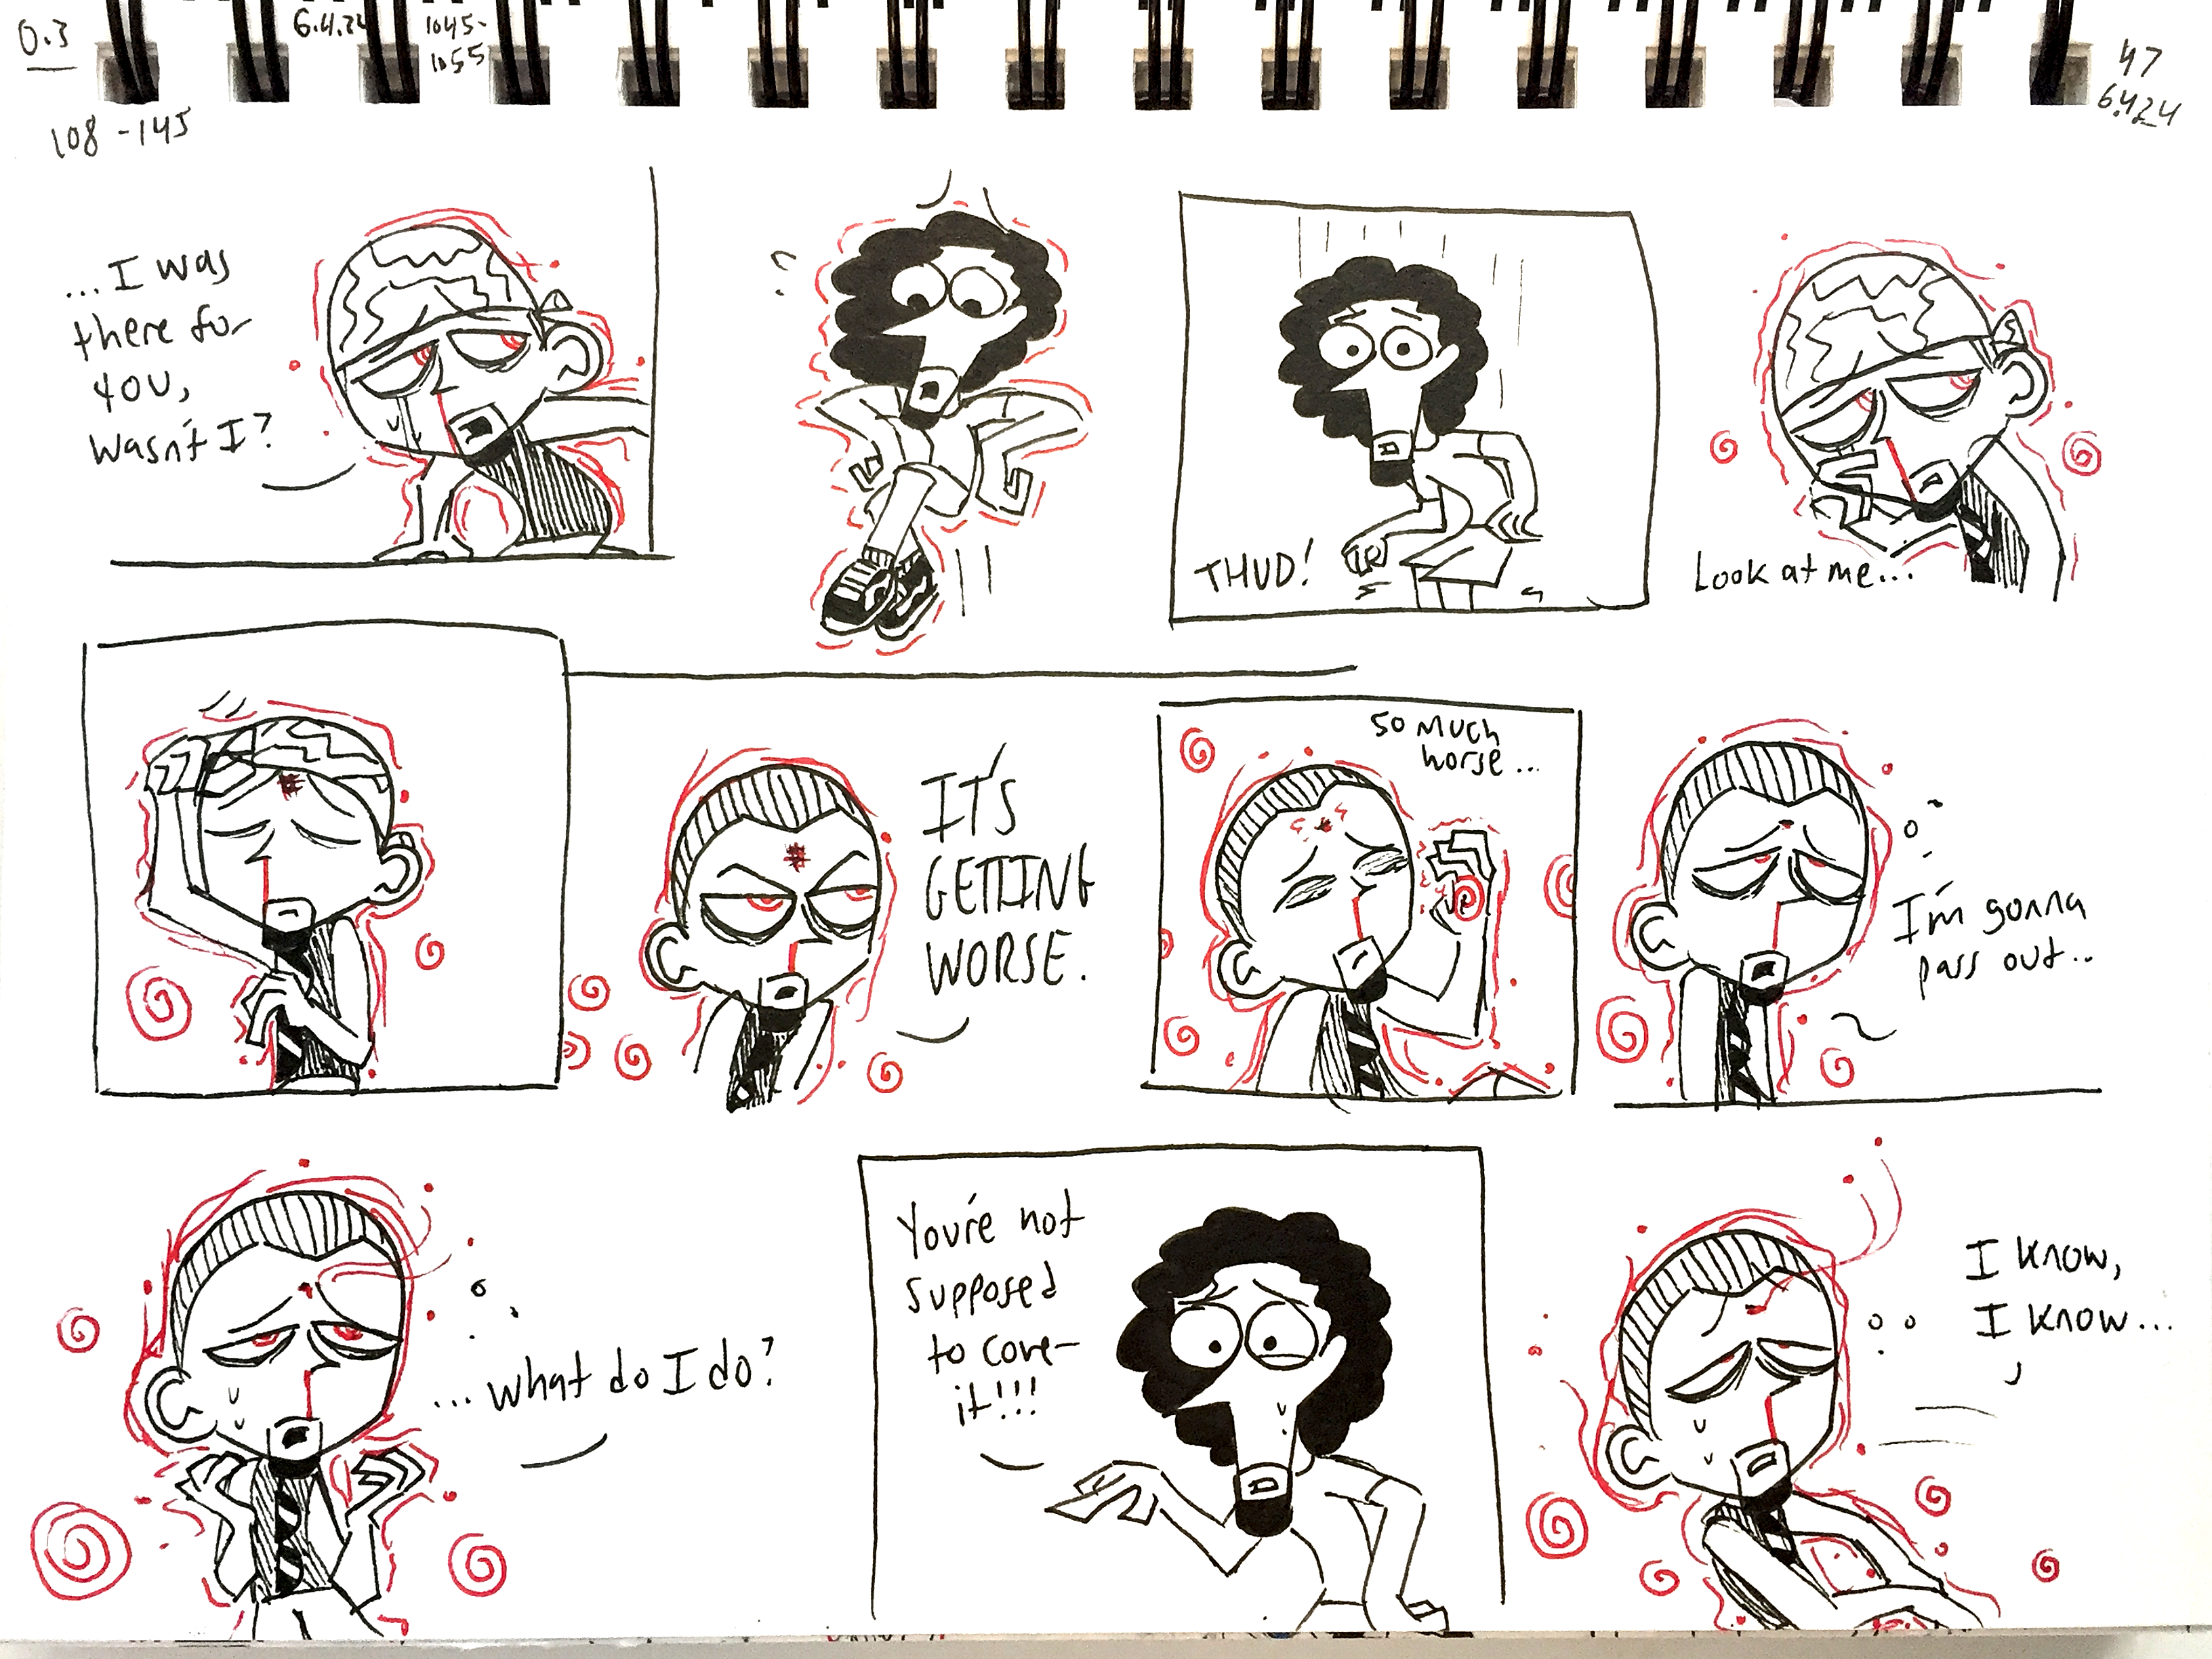 0.3
6.4.24
1045-
1055
47
6.4.24
108-145
...I was
there for
you,
wasn't I?
THUD!
Look at me...
IT'S
GETTING
WORSE.
so much
worse...
I'm gonna
pass out..
...what do I do?
You're not
supposed
to cover
it!!!
I know,
I know...